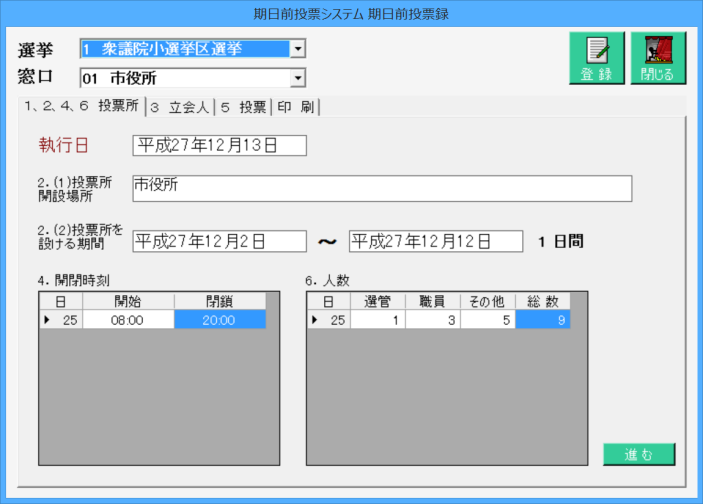 期日前投票システム 期日前投票録
選挙 1 衆議院小選挙区選挙
窓口 01 市役所
登 録 閉じる
1、2、4、6 投票所 3 立会人 5 投票 印 刷
執行日 平成27年12月13日
2. (1)投票所
開設場所
市役所
2. (2)投票所を
設ける期間
平成27年12月2日 ～ 平成27年12月12日 1 日間
4. 開閉時刻 6. 人数
日 開始 閉鎖 日 選管 職員 その他 総 数
25 08:00 20:00 25 1 3 5 9
進 む